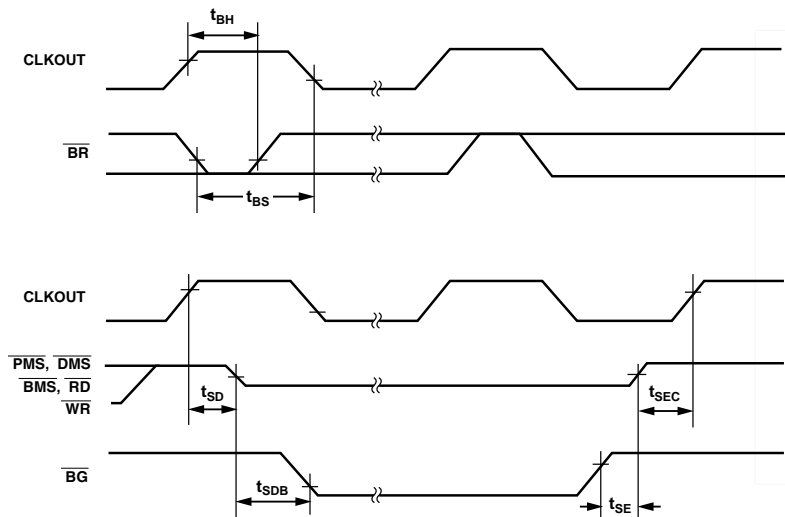 tBH
CLKOUT
BR
tBS
CLKOUT
PMS, DMS
BMS, RD
WR
tSD
tSEC
BG
tSDB
tSE